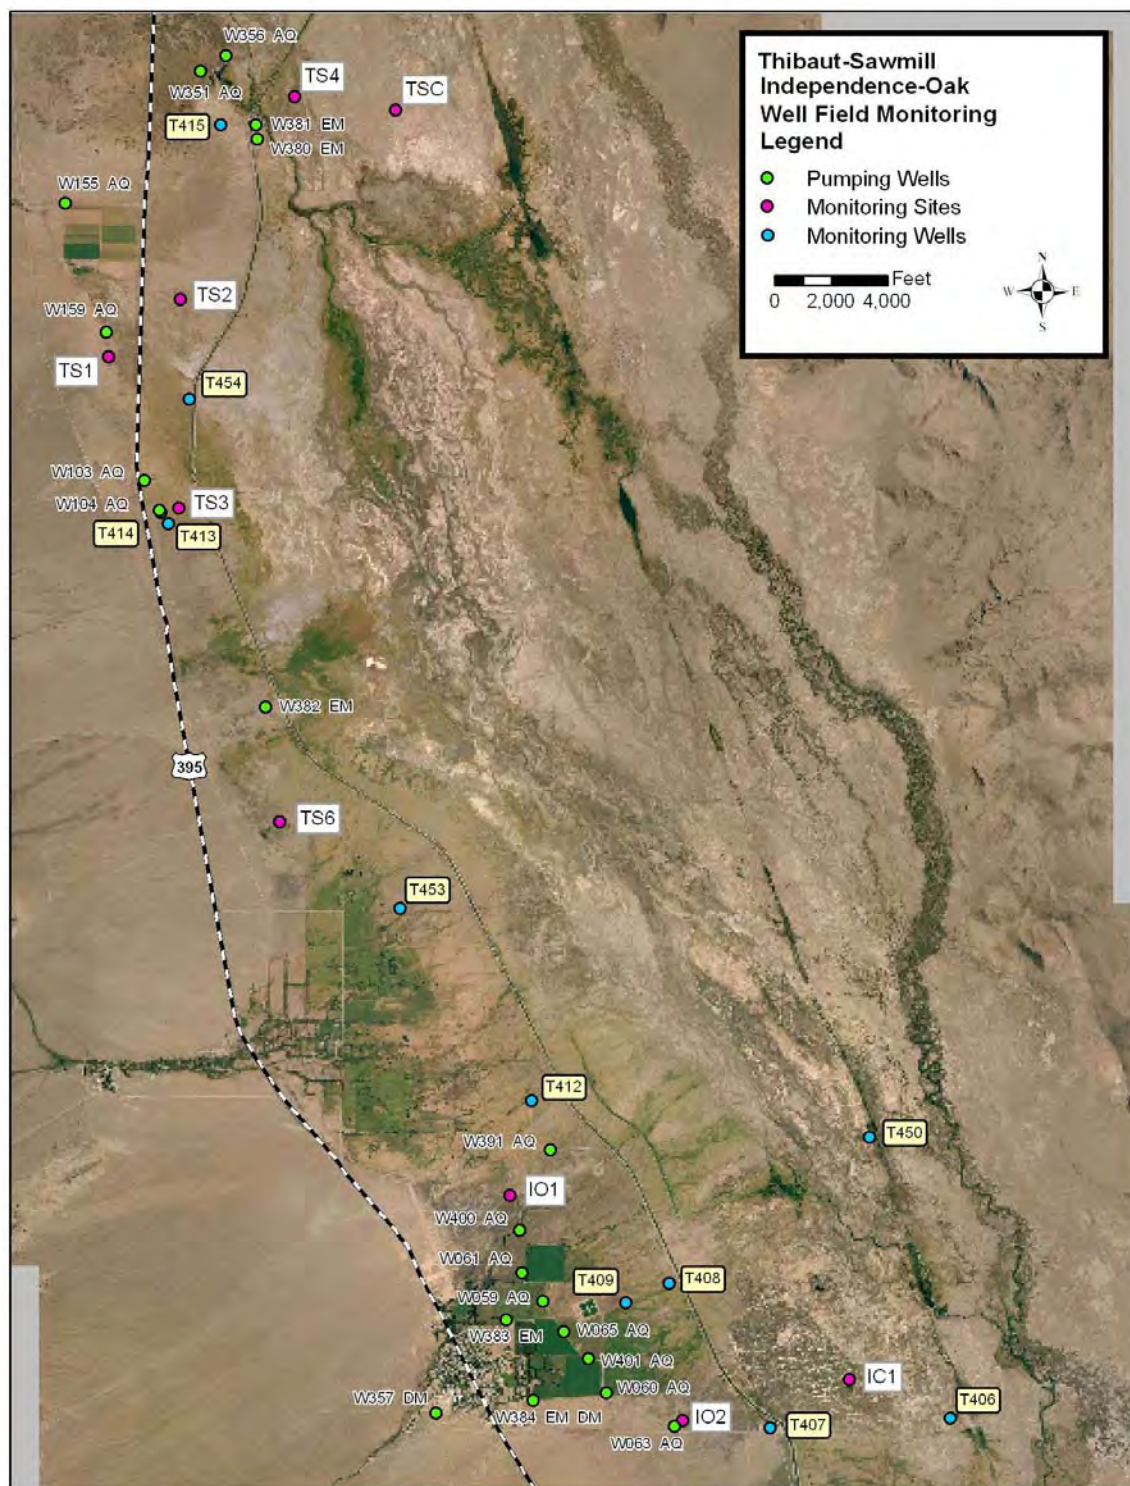 W356 AQ
TS4
TSC
W351 AQ
T415
W381 EM
W380 EM
W155 AQ
TS2
W159 AQ
TS1
T454
W103 AQ
TS3
W104 AQ
T414
T413
W382 EM
395
TS6
T453
T412
W391 AQ
T450
IO1
W400 AQ
W061 AQ
T409
T408
W059 AQ
W383 EM
W065 AQ
W401 AQ
IC1
W357 DM
W060 AQ
W384 EM DM
IO2
T406
W063 AQ
T407
Thibaut-Sawmill
Independence-Oak
Well Field Monitoring
Legend
Pumping Wells
Monitoring Sites
Monitoring Wells
Feet
0 2,000 4,000
N
W E
S